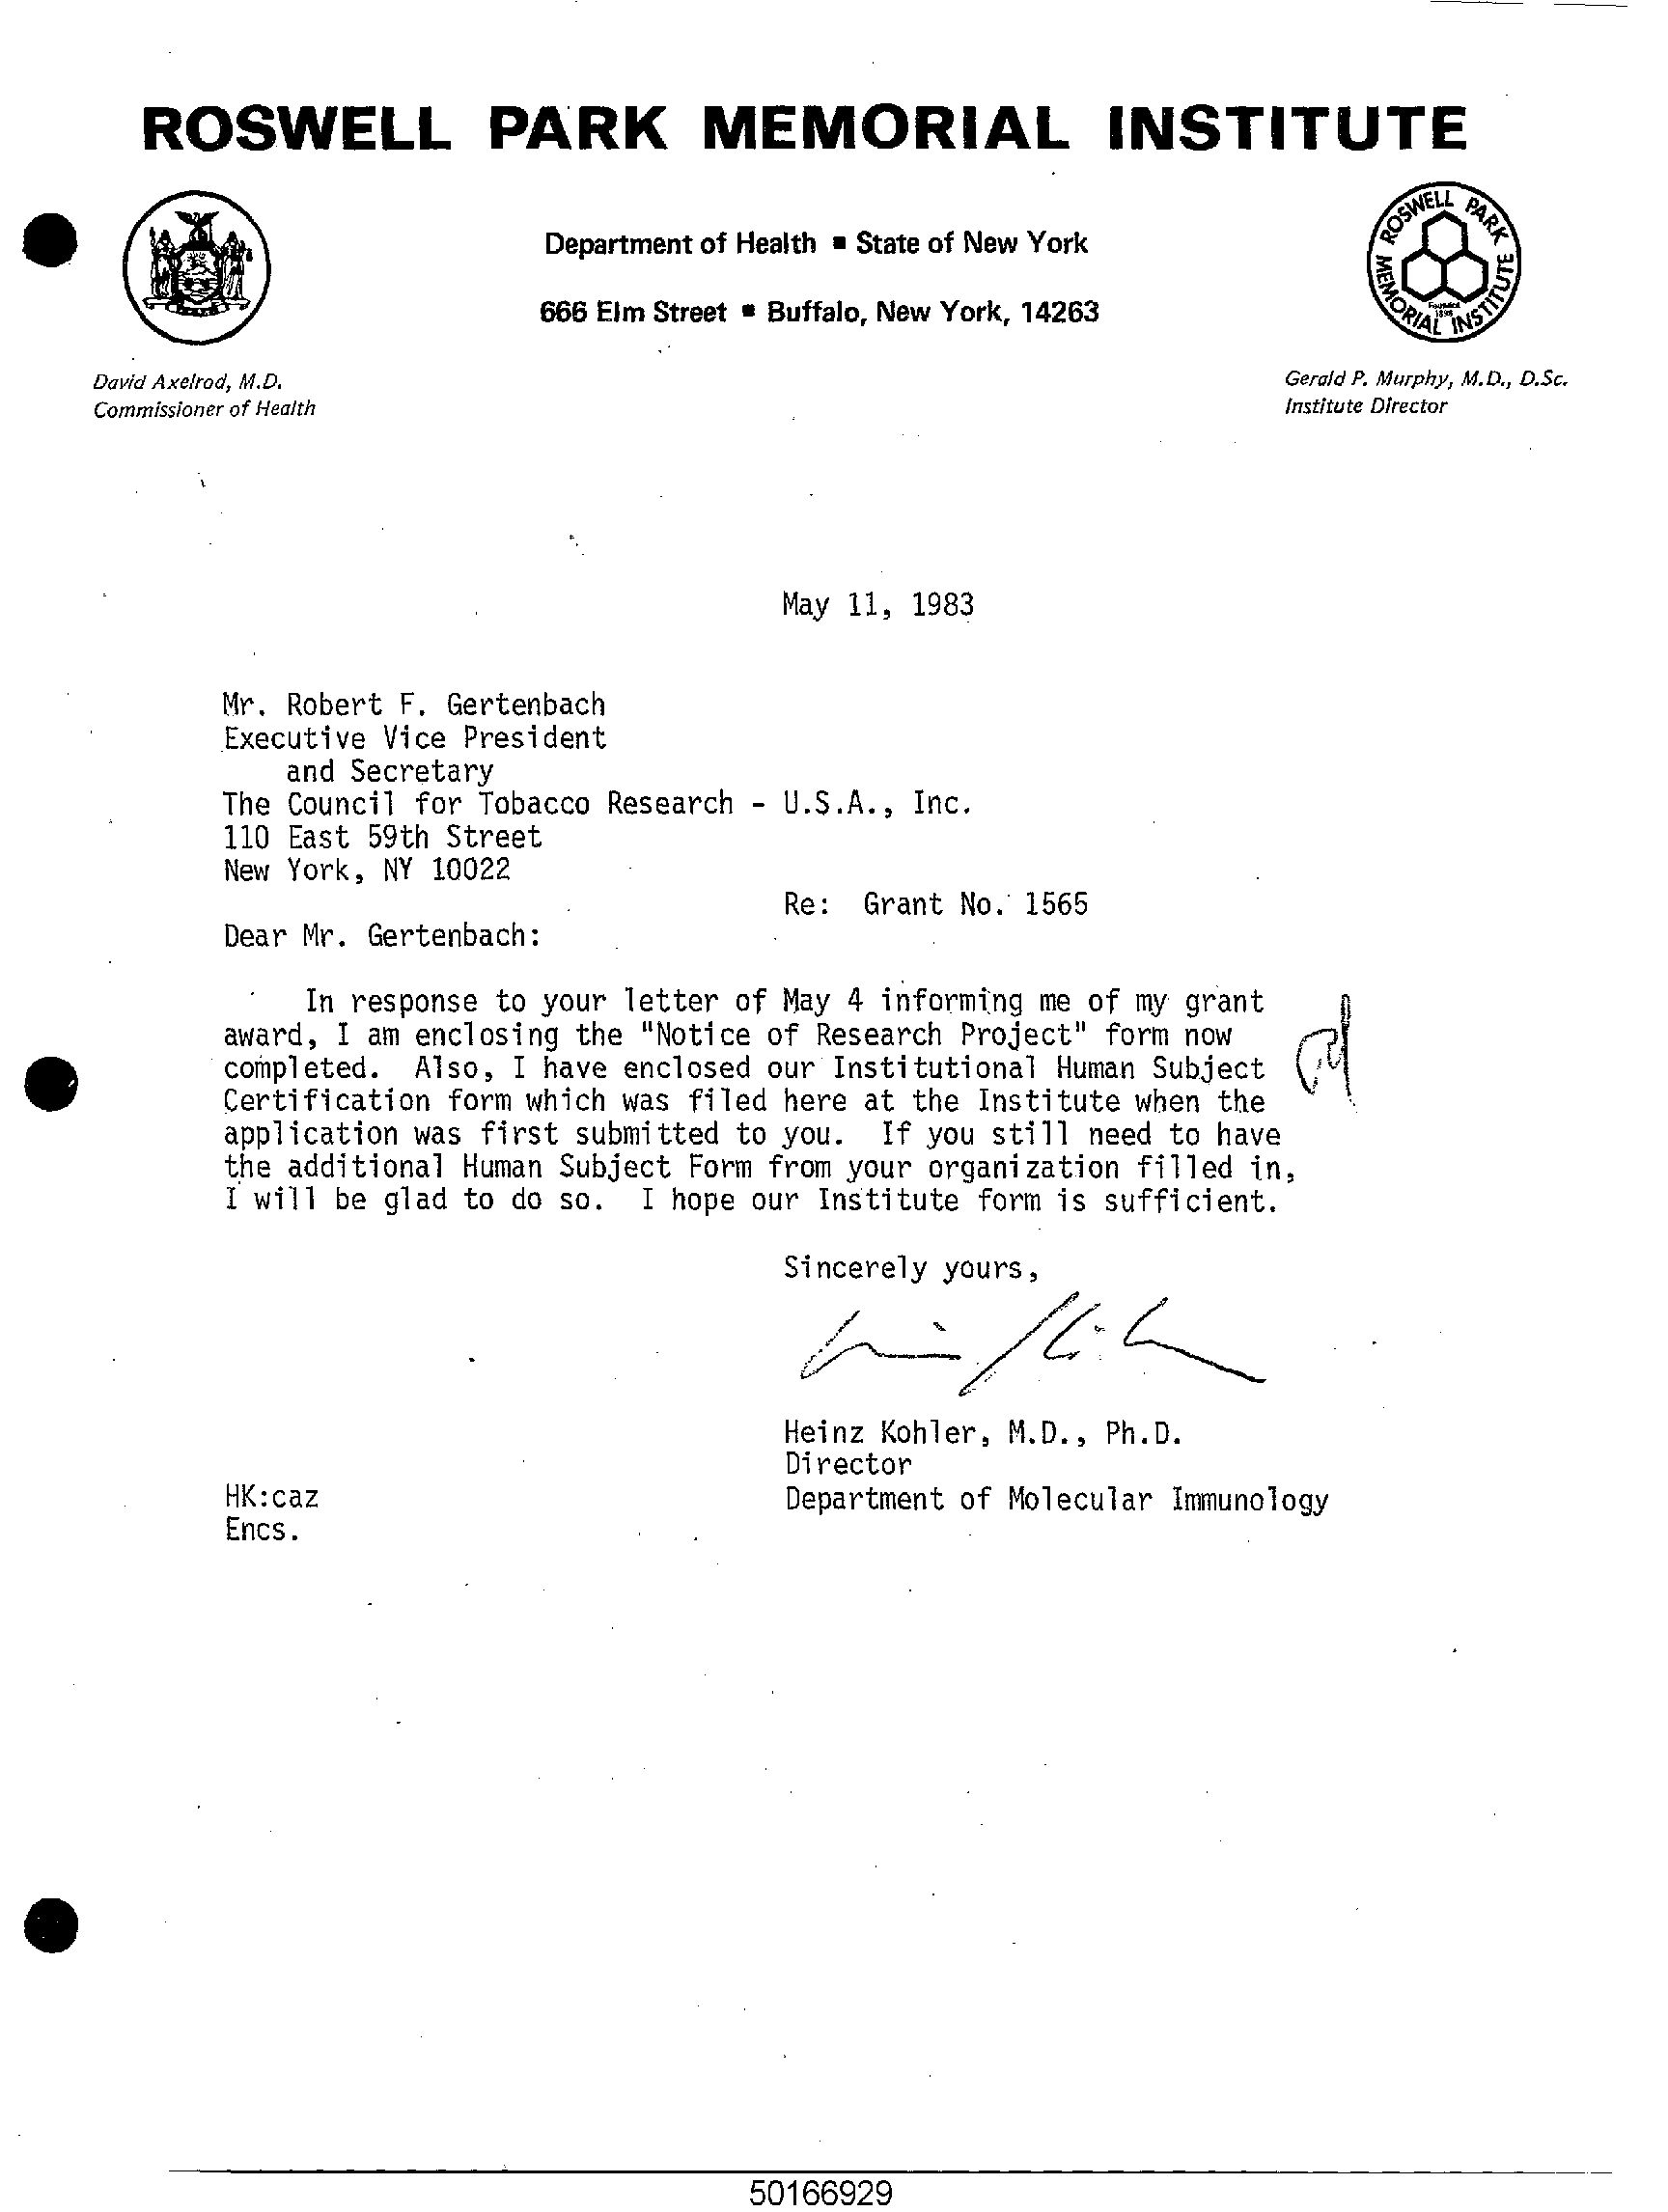 ROSWELL PARK MEMORIAL INSTITUTE
Department of Health ■ State of New York
666 Elm Street ■ Buffalo, New York, 14263
ROSWELL PARK MEMORIAL INSTITUTE
Founded
1898
David Axelrod, M.D.
Commissioner of Health
Gerald P. Murphy, M.D., D.Sc.
Institute Director
May 11, 1983
Mr. Robert F. Gertenbach
Executive Vice President
and Secretary
The Council for Tobacco Research - U.S.A., Inc.
110 East 59th Street
New York, NY 10022
Re: Grant No. 1565
Dear Mr. Gertenbach:
In response to your letter of May 4 informing me of my grant
award, I am enclosing the "Notice of Research Project" form now
completed. Also, I have enclosed our Institutional Human Subject
Certification form which was filed here at the Institute when the
application was first submitted to you. If you still need to have
the additional Human Subject Form from your organization filled in,
I will be glad to do so. I hope our Institute form is sufficient.
Sincerely yours,
Heinz Kohler, M.D., Ph.D.
Director
Department of Molecular Immunology
HK:caz
Encs.
50166929